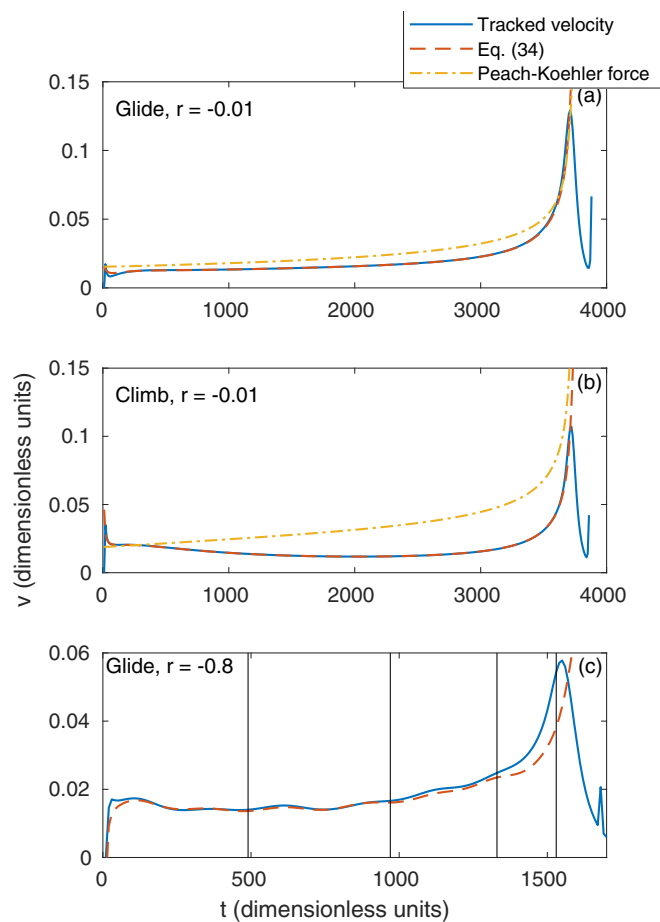 Tracked velocity
Eq. (34)
Peach-Koehler force
0.15
0.1
0.05
0
Glide, r = -0.01
(a)
0 1000 2000 3000 4000
0.15
0.1
0.05
0
Climb, r = -0.01
(b)
0 1000 2000 3000 4000
v (dimensionless units)
0.06
0.04
0.02
0
Glide, r = -0.8
(c)
0 500 1000 1500
t (dimensionless units)